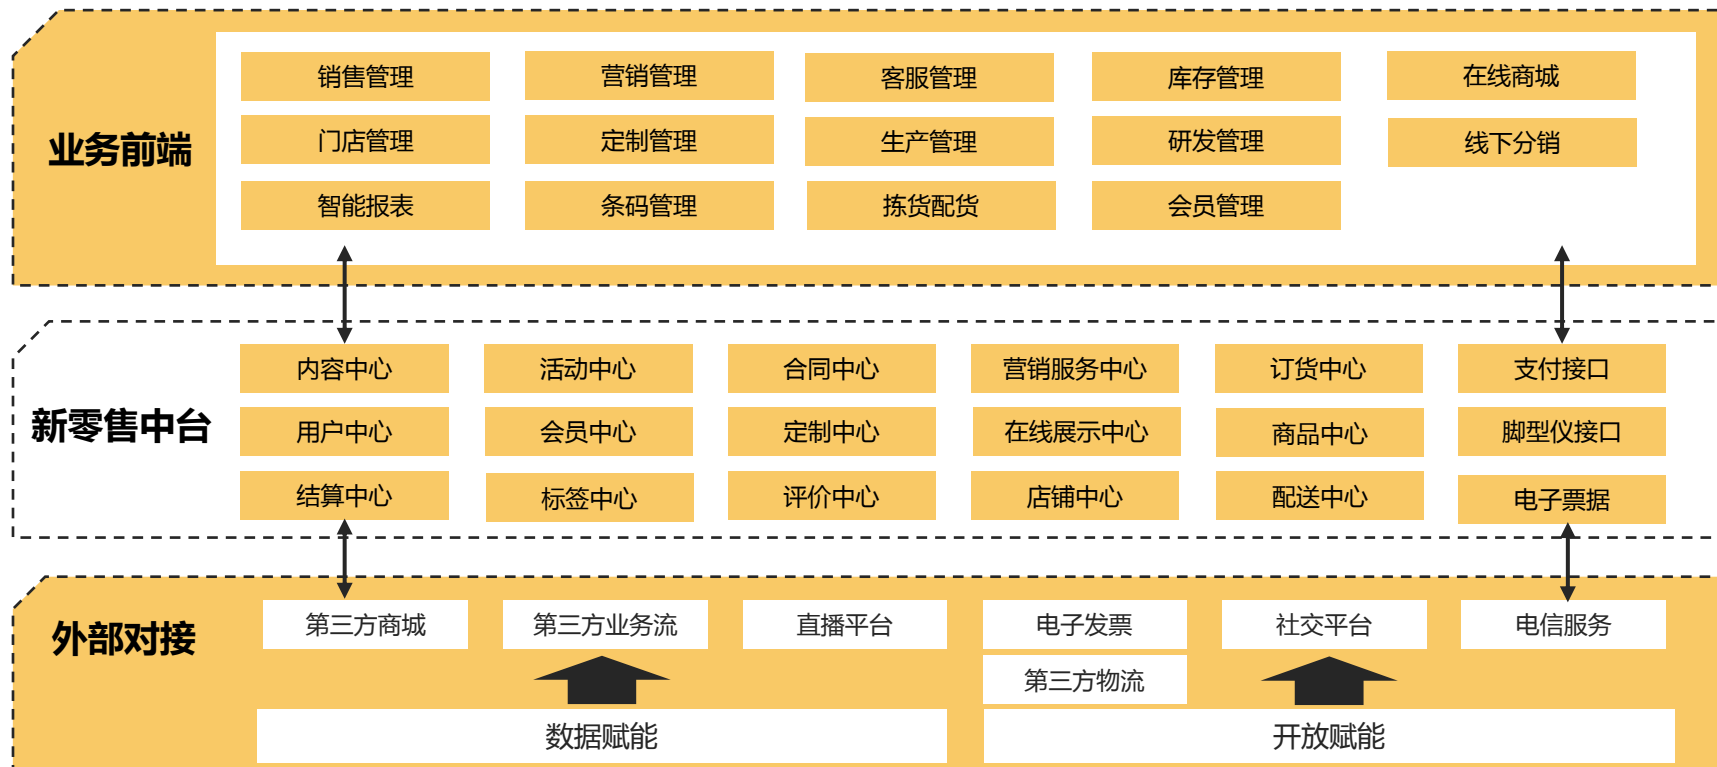 业务前端
销售管理
营销管理
客服管理
库存管理
在线商城
门店管理
定制管理
生产管理
研发管理
线下分销
智能报表
条码管理
拣货配货
会员管理
新零售中台
内容中心
活动中心
合同中心
营销服务中心
订货中心
支付接口
用户中心
会员中心
定制中心
在线展示中心
商品中心
脚型仪接口
结算中心
标签中心
评价中心
店铺中心
配送中心
电子票据
外部对接
第三方商城
第三方业务流
直播平台
电子发票
社交平台
电信服务
第三方物流
数据赋能
开放赋能